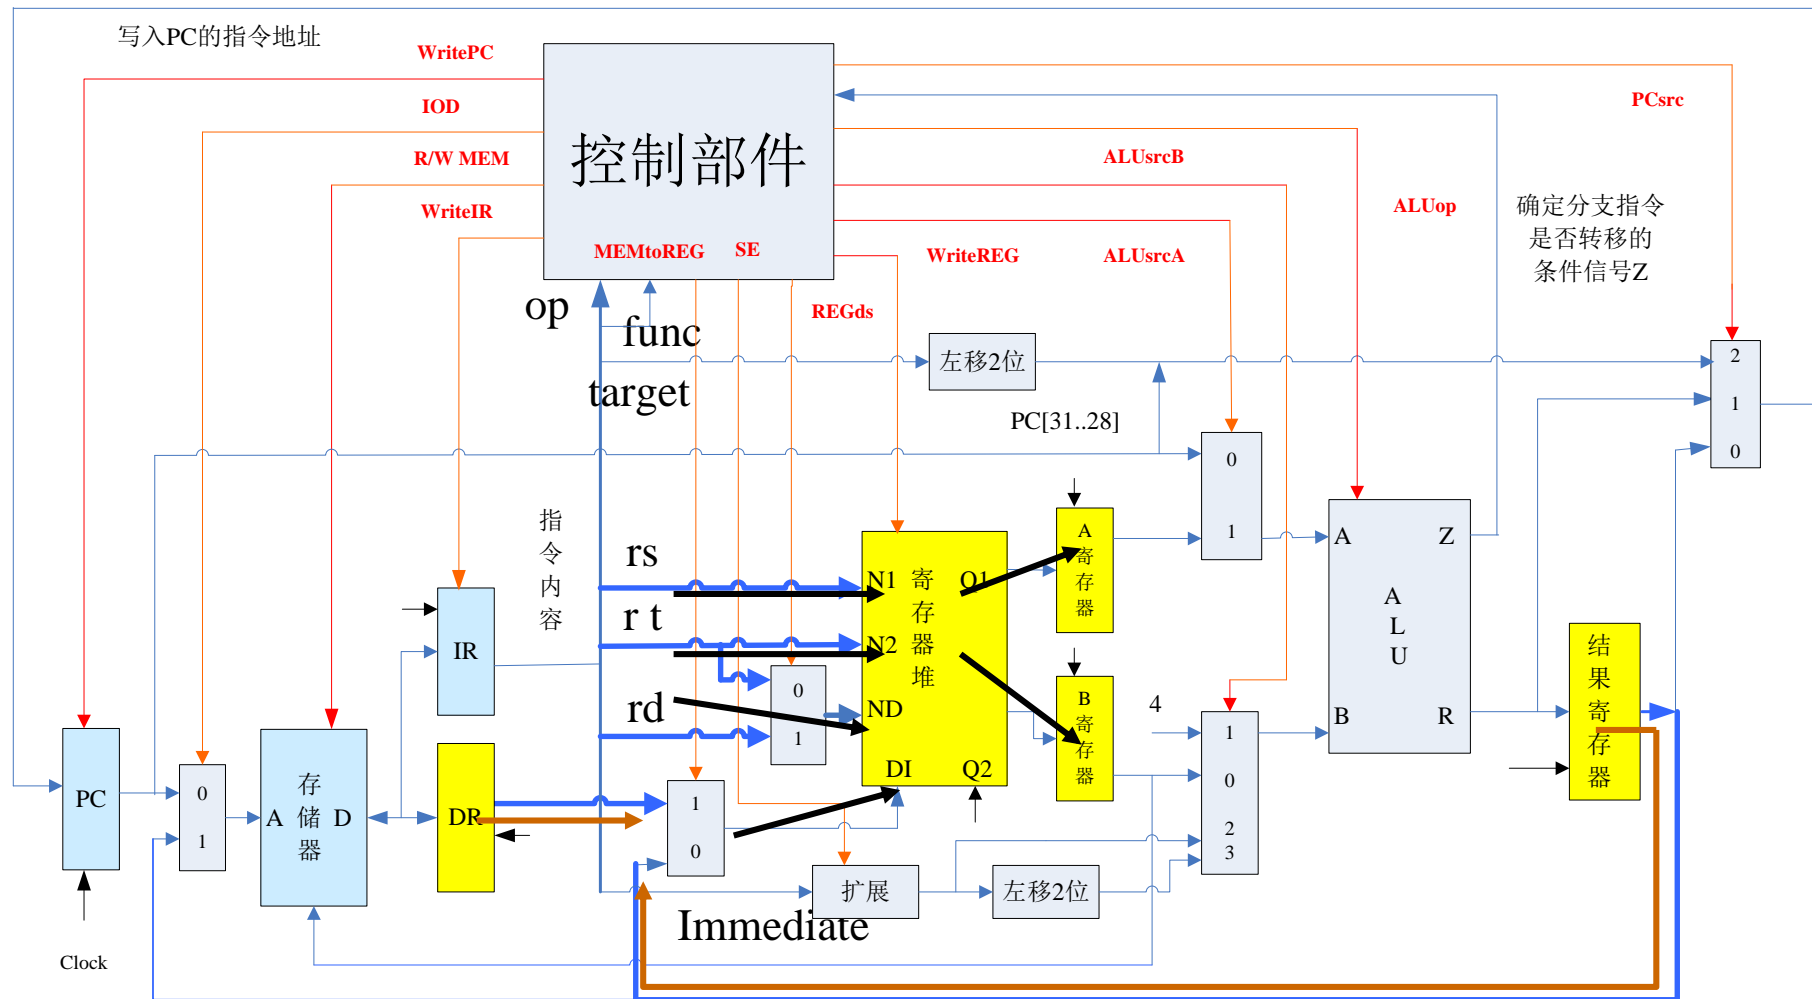 写入PC的指令地址
WritePC
IOD
R/W MEM
WriteIR
控制部件
MEMtoREG
SE
PCsrc
ALUsrcB
ALUop
WriteREG
ALUsrcA
REGds
确定分支指令
是否转移的
条件信号Z
op
func
target
左移2位
PC[31..28]
2
1
0
0
1
指令内容
rs
r t
rd
N1
N2
ND
DI
Q1
Q2
寄存器堆
A寄存器
B寄存器
A
B
Z
R
ALU
结果寄存器
IR
0
1
4
1
0
2
3
PC
0
1
A
存储器
D
DR
1
0
扩展
左移2位
Immediate
Clock